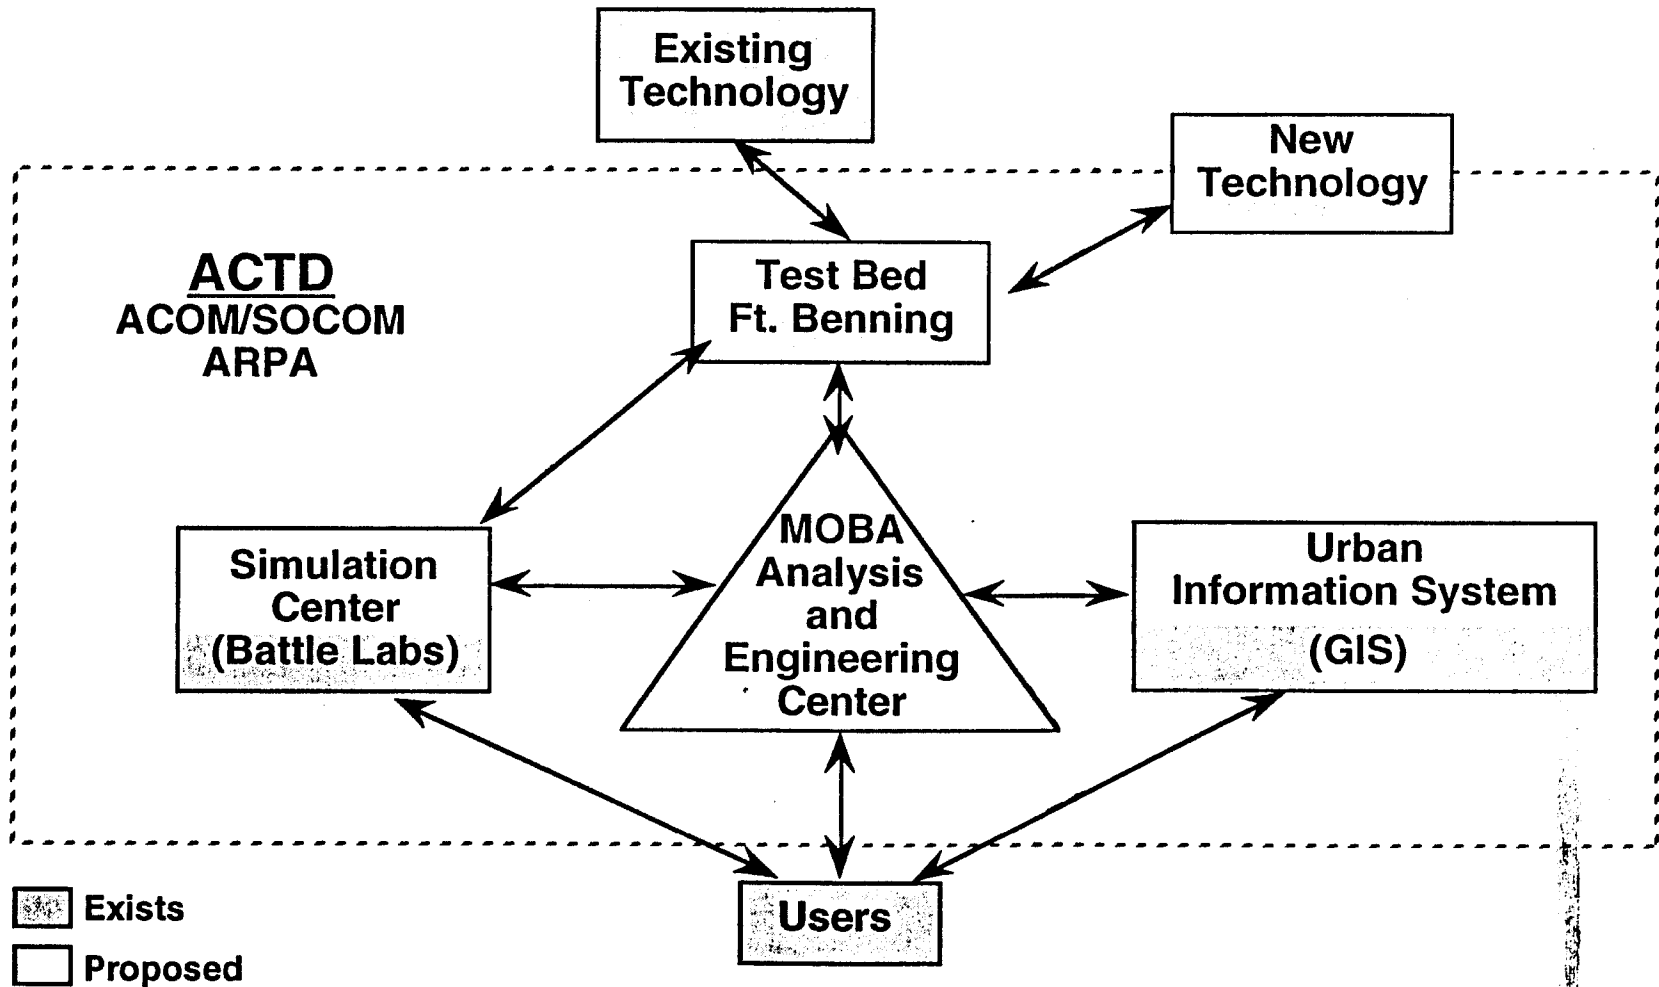 Existing
Technology
New
Technology
ACTD
ACOM/SOCOM
ARPA
Test Bed
Ft. Benning
Simulation
Center
(Battle Labs)
MOBA
Analysis
and
Engineering
Center
Urban
Information System
(GIS)
Users
Exists
Proposed